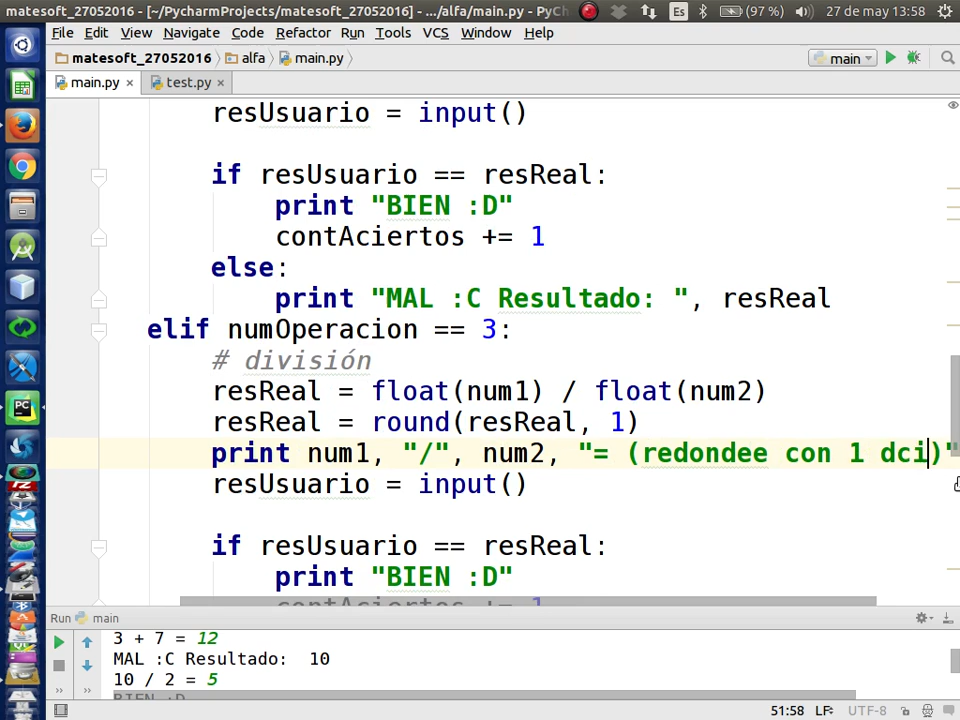 matesoft_27052016 - [~/PycharmProjects/matesoft_27052016] - .../alfa/main.py - PyCh
Es (97 %) 27 de may 13:58
File Edit View Navigate Code Refactor Run Tools VCS Window Help
matesoft_27052016 alfa main.py main
main.py × test.py ×
resUsuario = input()
if resUsuario == resReal:
print "BIEN :D"
contAciertos += 1
else:
print "MAL :C Resultado: ", resReal
elif numOperacion == 3:
# división
resReal = float(num1) / float(num2)
resReal = round(resReal, 1)
print num1, "/", num2, "= (redondee con 1 dci)"
resUsuario = input()
if resUsuario == resReal:
print "BIEN :D"
contAciertos += 1
Run main
3 + 7 = 12
MAL :C Resultado:  10
10 / 2 = 5
BIEN :D
51:58 LF÷ UTF-8